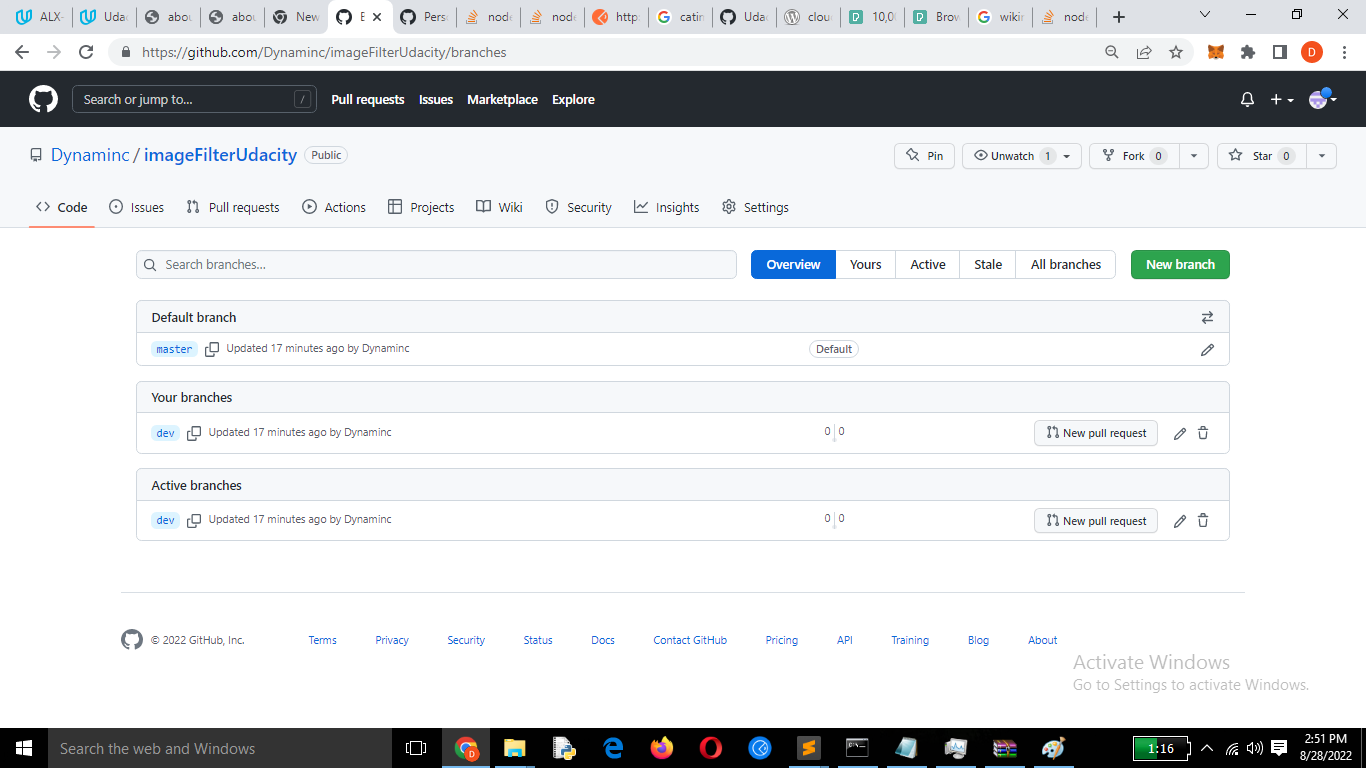 ALX-
Uda
abou
abou
New
Pers
node
node
http:
catin
Uda
clou
10,0
Brow
wikin
node
https://github.com/Dynaminc/imageFilterUdacity/branches
D
Search or jump to... /
Pull requests Issues Marketplace Explore
Dynaminc / imageFilterUdacity Public
Pin Unwatch 1 Fork 0 Star 0
Code Issues Pull requests Actions Projects Wiki Security Insights Settings
Search branches... Overview Yours Active Stale All branches New branch
Default branch
master Updated 17 minutes ago by Dynaminc Default
Your branches
dev Updated 17 minutes ago by Dynaminc 0 0 New pull request
Active branches
dev Updated 17 minutes ago by Dynaminc 0 0 New pull request
© 2022 GitHub, Inc. Terms Privacy Security Status Docs Contact GitHub Pricing API Training Blog About
Activate Windows
Go to Settings to activate Windows.
Search the web and Windows
D
1:16
2:51 PM
8/28/2022